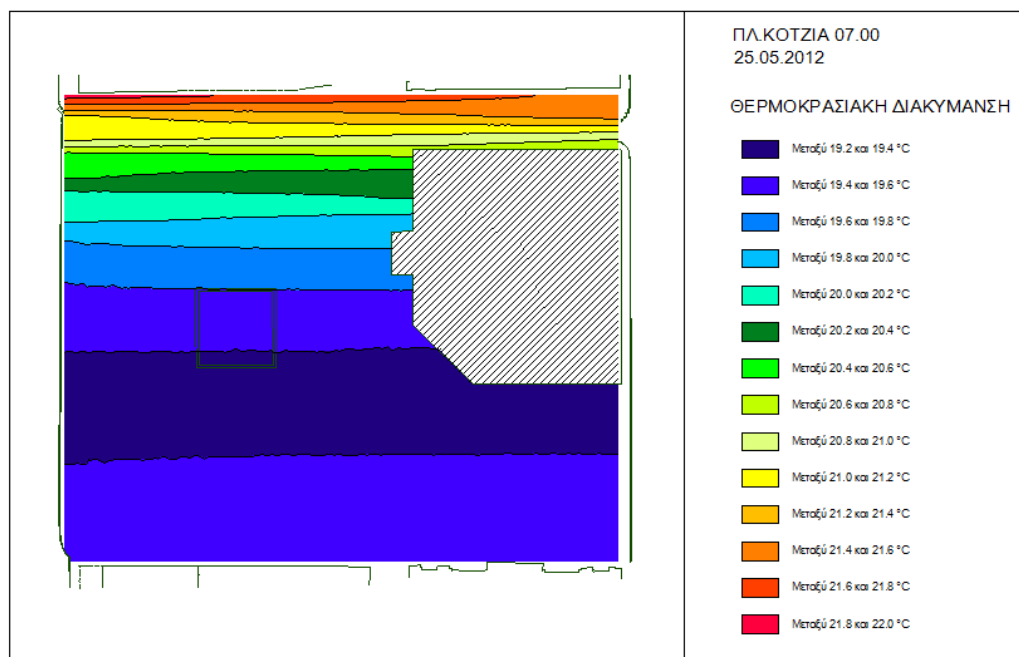 ΠΛ.ΚΟΤΖΙΑ 07.00
25.05.2012
ΘΕΡΜΟΚΡΑΣΙΑΚΗ ΔΙΑΚΥΜΑΝΣΗ
Μεταξύ 19.2 και 19.4 °C
Μεταξύ 19.4 και 19.6 °C
Μεταξύ 19.6 και 19.8 °C
Μεταξύ 19.8 και 20.0 °C
Μεταξύ 20.0 και 20.2 °C
Μεταξύ 20.2 και 20.4 °C
Μεταξύ 20.4 και 20.6 °C
Μεταξύ 20.6 και 20.8 °C
Μεταξύ 20.8 και 21.0 °C
Μεταξύ 21.0 και 21.2 °C
Μεταξύ 21.2 και 21.4 °C
Μεταξύ 21.4 και 21.6 °C
Μεταξύ 21.6 και 21.8 °C
Μεταξύ 21.8 και 22.0 °C